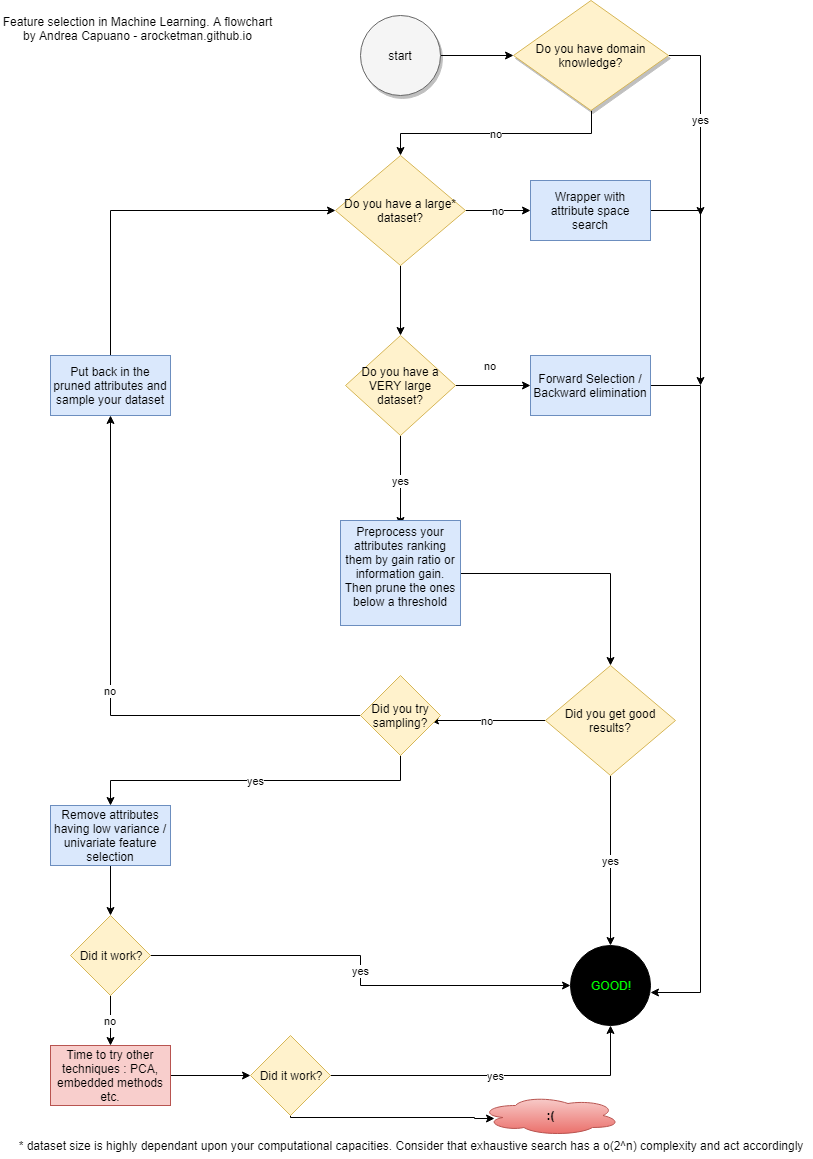 Feature selection in Machine Learning. A flowchart
by Andrea Capuano - arocketman.github.io
start
Do you have domain
knowledge?
yes
no
Do you have a large*
dataset?
no
Wrapper with
attribute space
search
Do you have a
VERY large
dataset?
no
Forward Selection /
Backward elimination
Put back in the
pruned attributes and
sample your dataset
yes
Preprocess your
attributes ranking
them by gain ratio or
information gain.
Then prune the ones
below a threshold
no
Did you try
sampling?
no
Did you get good
results?
yes
Remove attributes
having low variance /
univariate feature
selection
yes
Did it work?
yes
GOOD!
no
Time to try other
techniques : PCA,
embedded methods
etc.
Did it work?
yes
:(
* dataset size is highly dependant upon your computational capacities. Consider that exhaustive search has a o(2^n) complexity and act accordingly